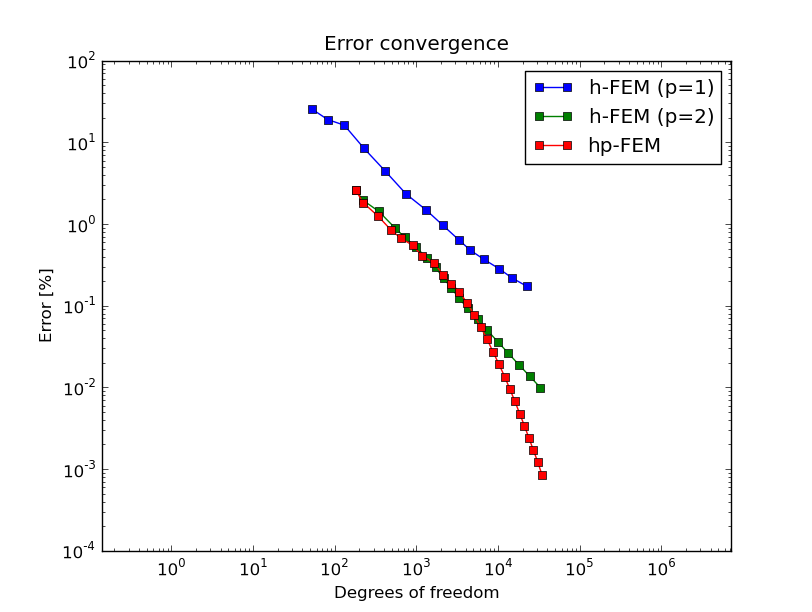 Error convergence
10^2
10^1
10^0
10^-1
10^-2
10^-3
10^-4
Error [%]
h-FEM (p=1)
h-FEM (p=2)
hp-FEM
10^0 10^1 10^2 10^3 10^4 10^5 10^6
Degrees of freedom